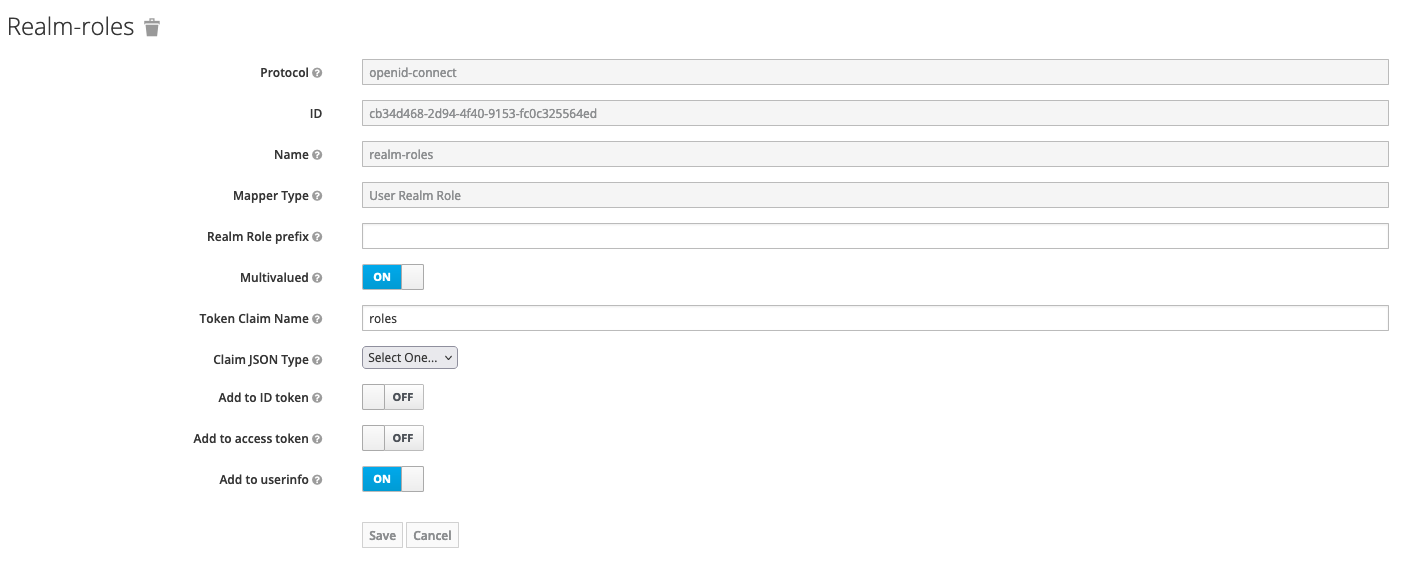 Realm-roles
Protocol openid-connect
ID cb34d468-2d94-4f40-9153-fc0c325564ed
Name realm-roles
Mapper Type User Realm Role
Realm Role prefix
Multivalued ON
Token Claim Name roles
Claim JSON Type Select One...
Add to ID token OFF
Add to access token OFF
Add to userinfo ON
Save Cancel